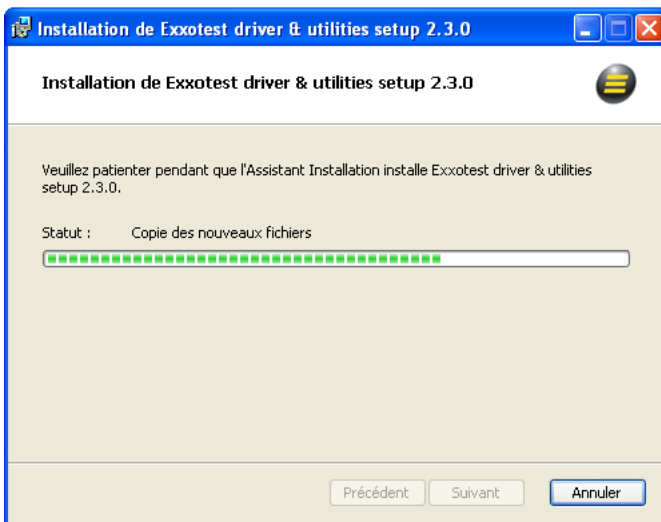 Installation de Exxotest driver & utilities setup 2.3.0
Installation de Exxotest driver & utilities setup 2.3.0
Veuillez patienter pendant que l'Assistant Installation installe Exxotest driver & utilities
setup 2.3.0.
Statut : Copie des nouveaux fichiers
Précédent Suivant Annuler